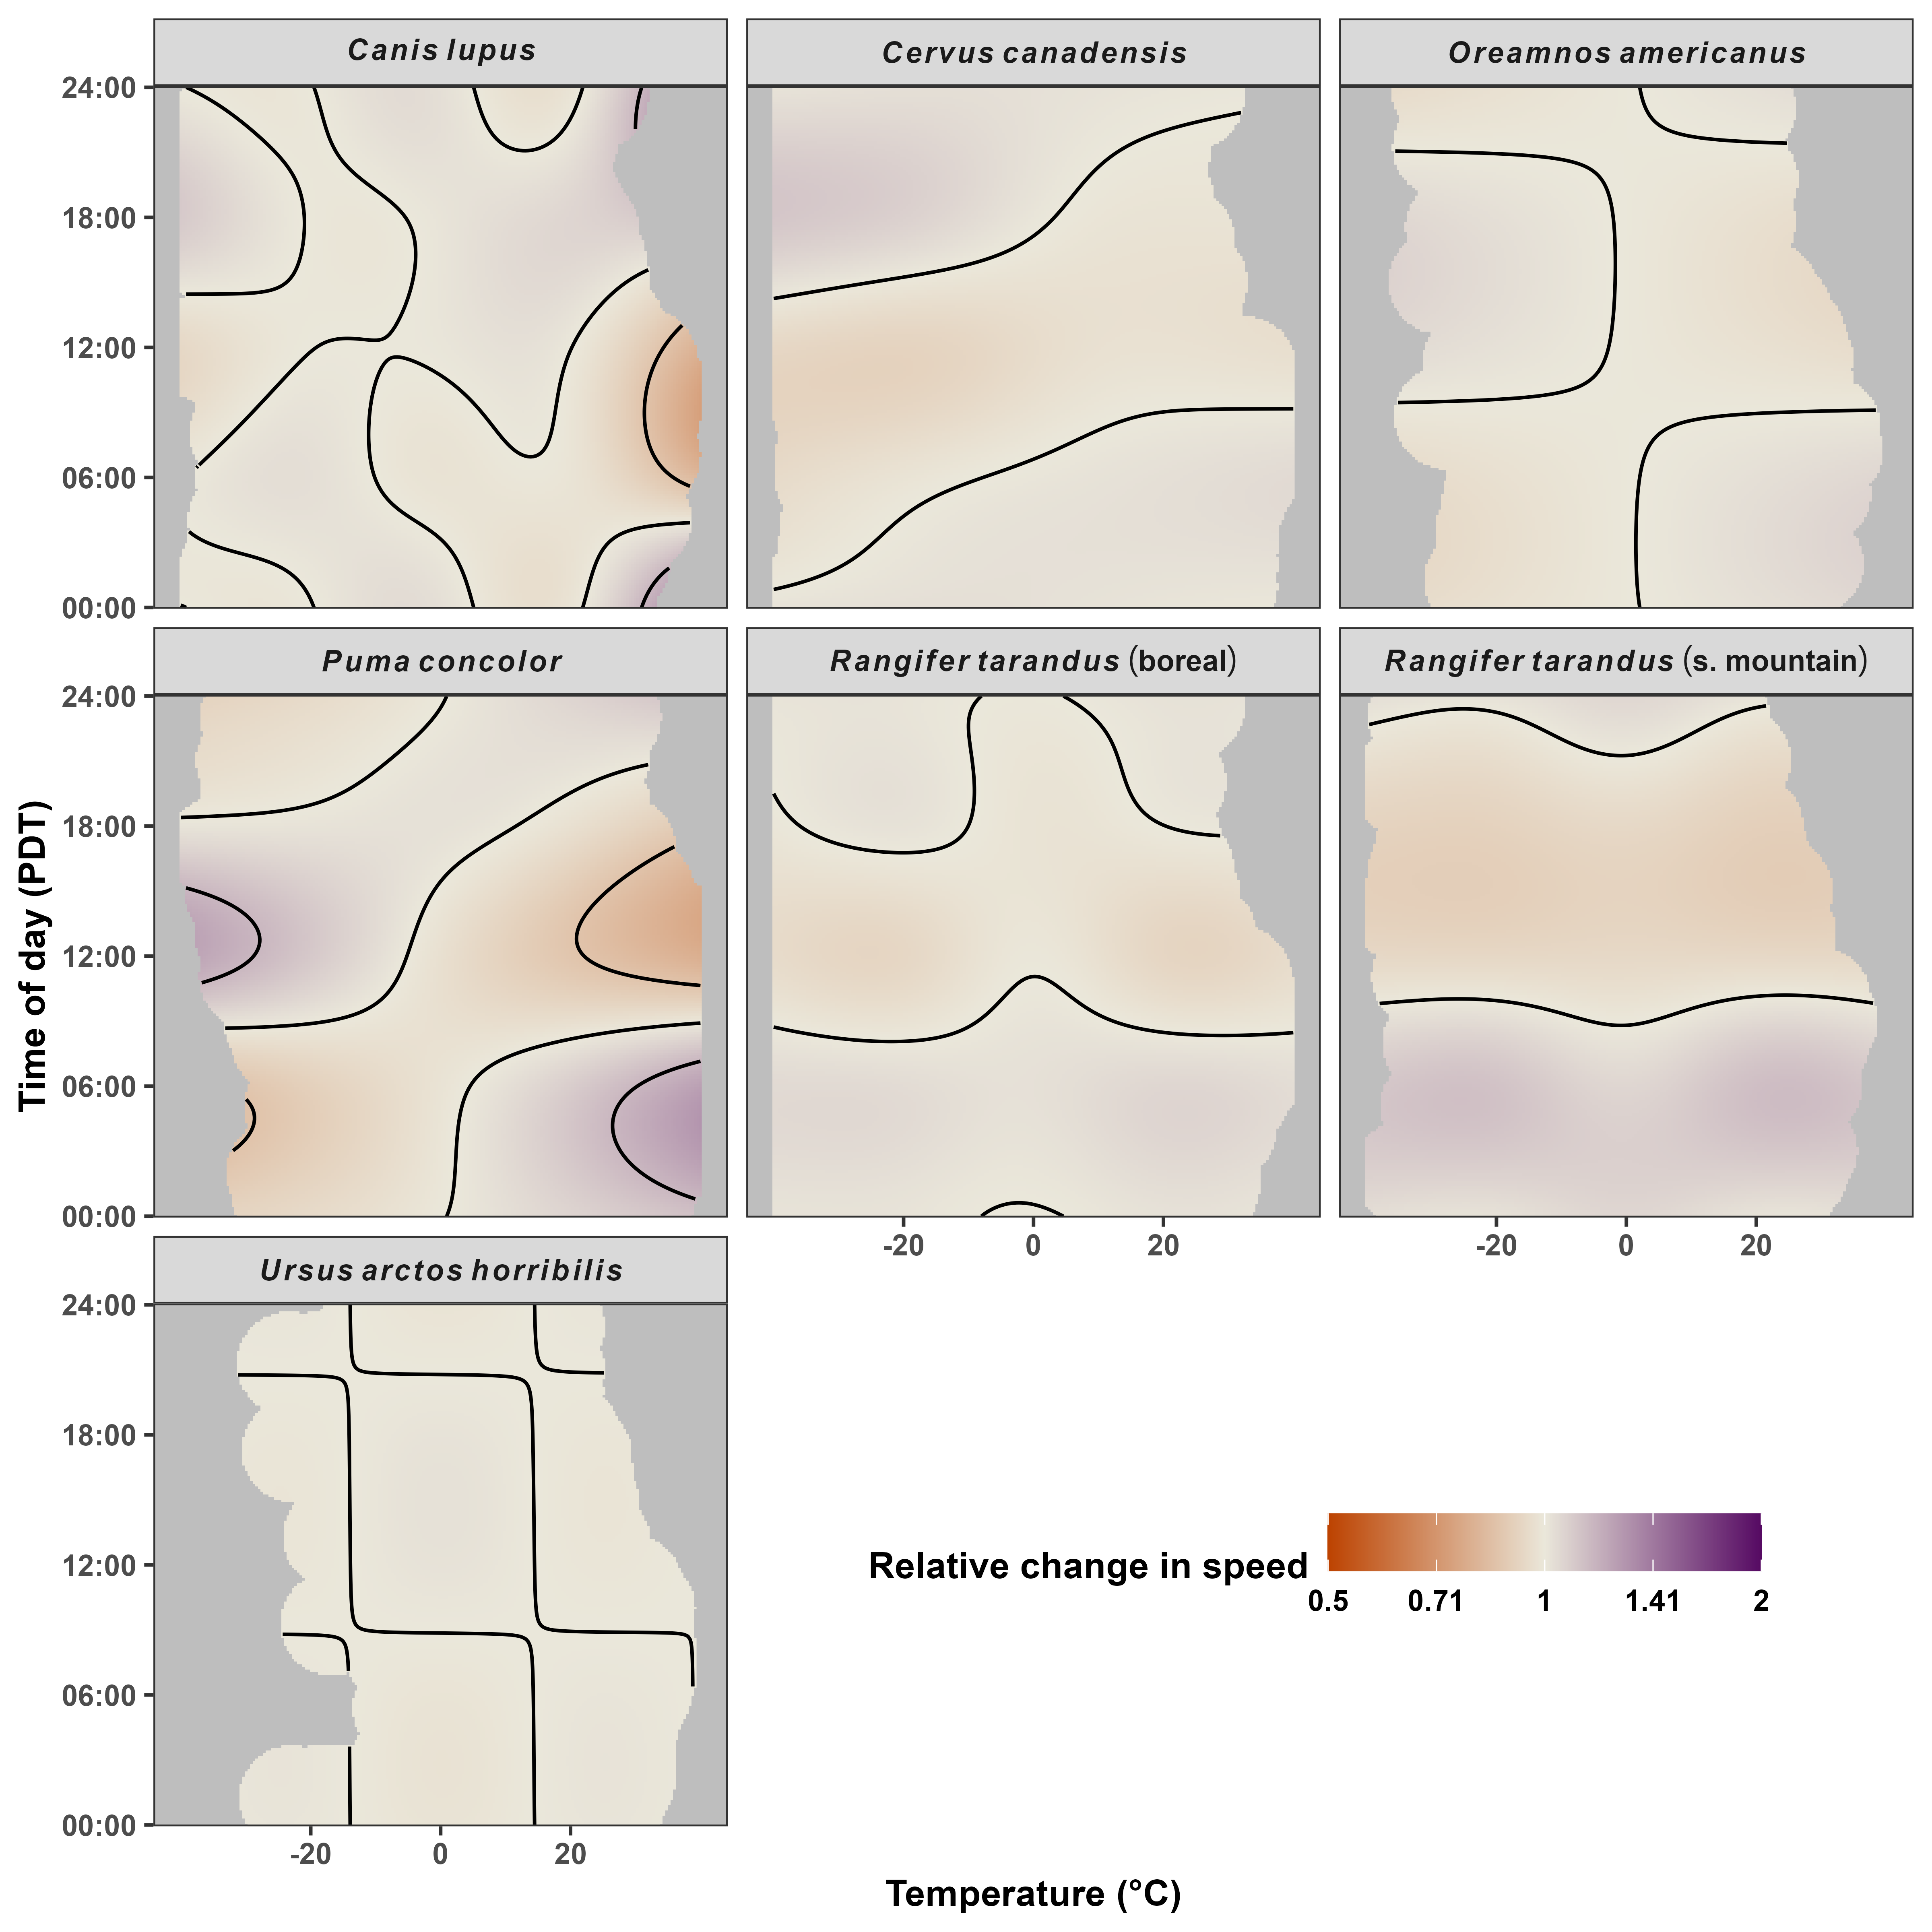 Canis lupus
Cervus canadensis
Oreamnos americanus
24:00
18:00
12:00
06:00
00:00
Puma concolor
Rangifer tarandus (boreal)
Rangifer tarandus (s. mountain)
24:00
18:00
12:00
06:00
00:00
-20 0 20
-20 0 20
Time of day (PDT)
Ursus arctos horribilis
24:00
18:00
12:00
06:00
00:00
-20 0 20
Relative change in speed
0.5 0.71 1 1.41 2
Temperature (°C)